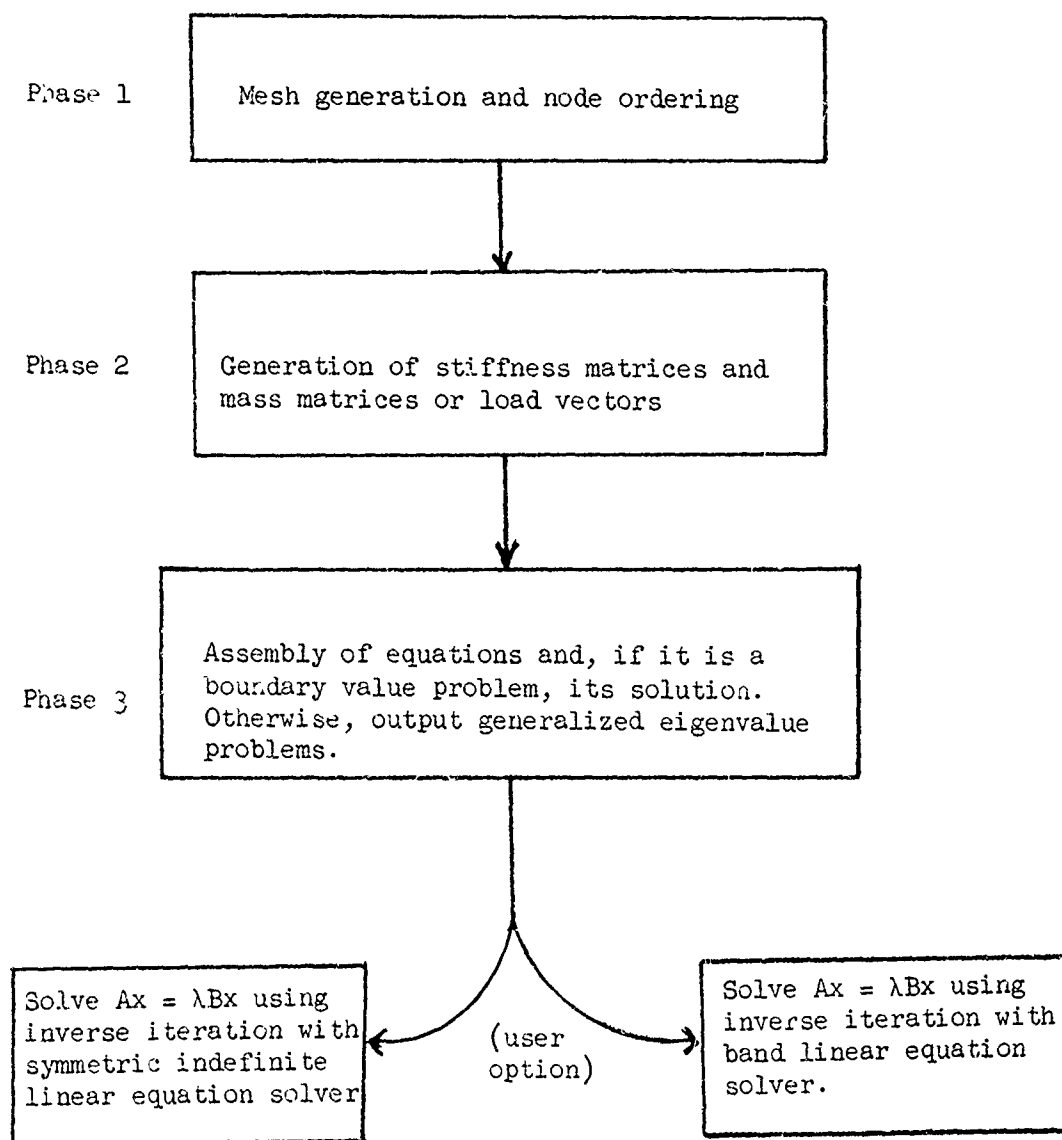 Phase 1
Mesh generation and node ordering
Phase 2
Generation of stiffness matrices and
mass matrices or load vectors
Phase 3
Assembly of equations and, if it is a
boundary value problem, its solution.
Otherwise, output generalized eigenvalue
problems.
Solve Ax = λBx using
inverse iteration with
symmetric indefinite
linear equation solver
(user
option)
Solve Ax = λBx using
inverse iteration with
band linear equation
solver.